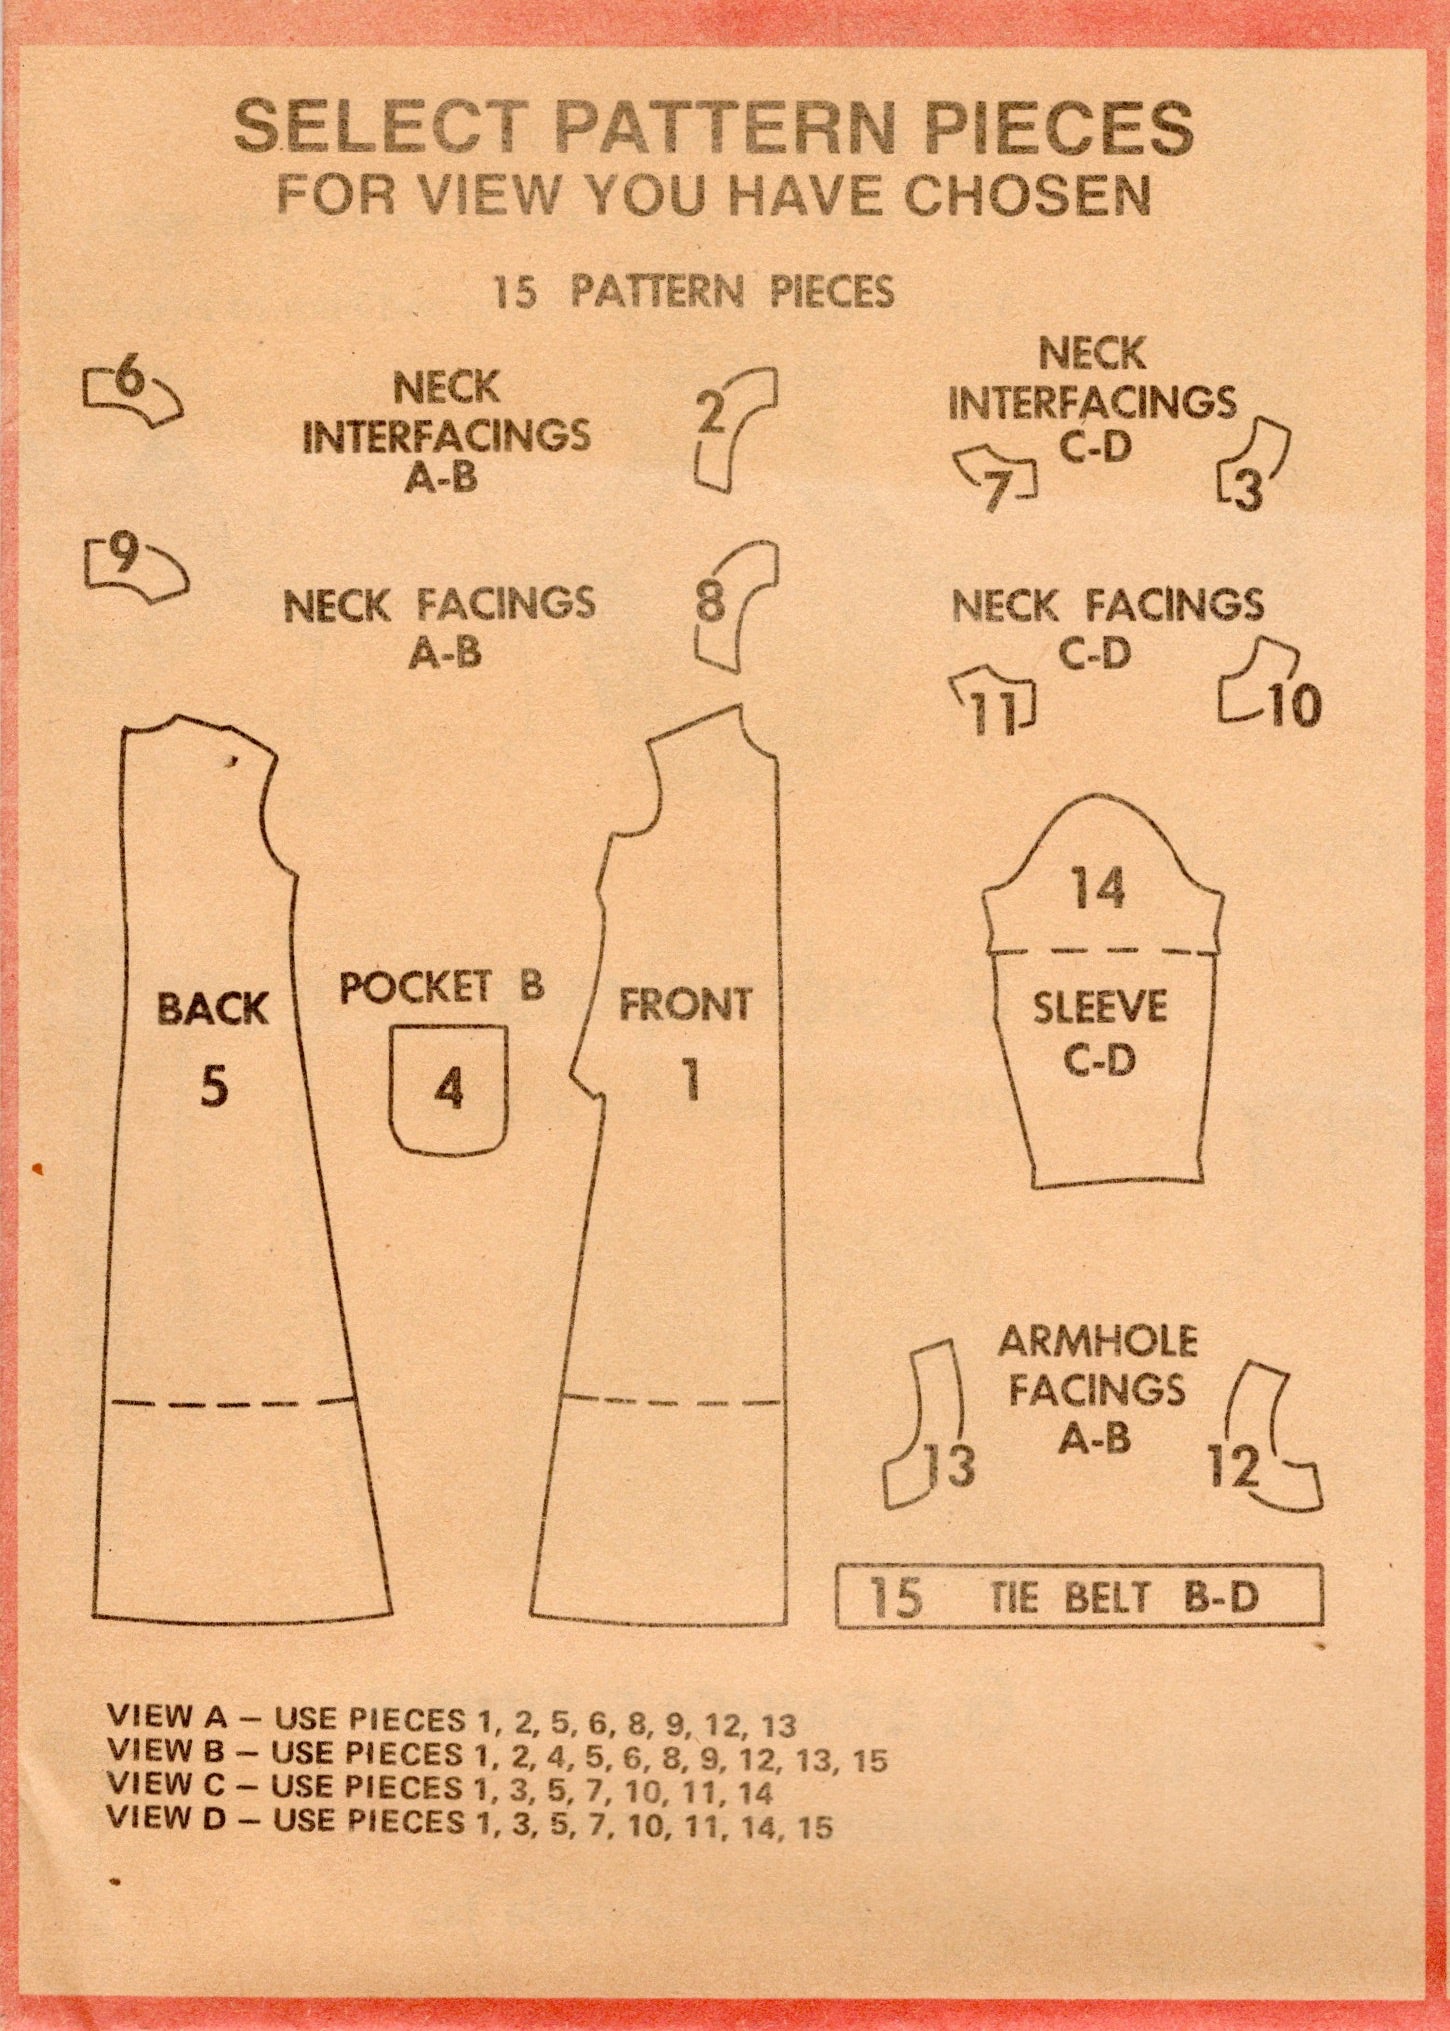 SELECT PATTERN PIECES
FOR VIEW YOU HAVE CHOSEN
15 PATTERN PIECES
6
NECK
INTERFACINGS
A-B
2
NECK
INTERFACINGS
C-D
7
3
9
NECK FACINGS
A-B
8
NECK FACINGS
C-D
11
10
BACK
5
POCKET B
4
FRONT
1
14
SLEEVE
C-D
ARMHOLE
FACINGS
A-B
13
12
15 TIE BELT B-D
VIEW A – USE PIECES 1, 2, 5, 6, 8, 9, 12, 13
VIEW B – USE PIECES 1, 2, 4, 5, 6, 8, 9, 12, 13, 15
VIEW C – USE PIECES 1, 3, 5, 7, 10, 11, 14
VIEW D – USE PIECES 1, 3, 5, 7, 10, 11, 14, 15